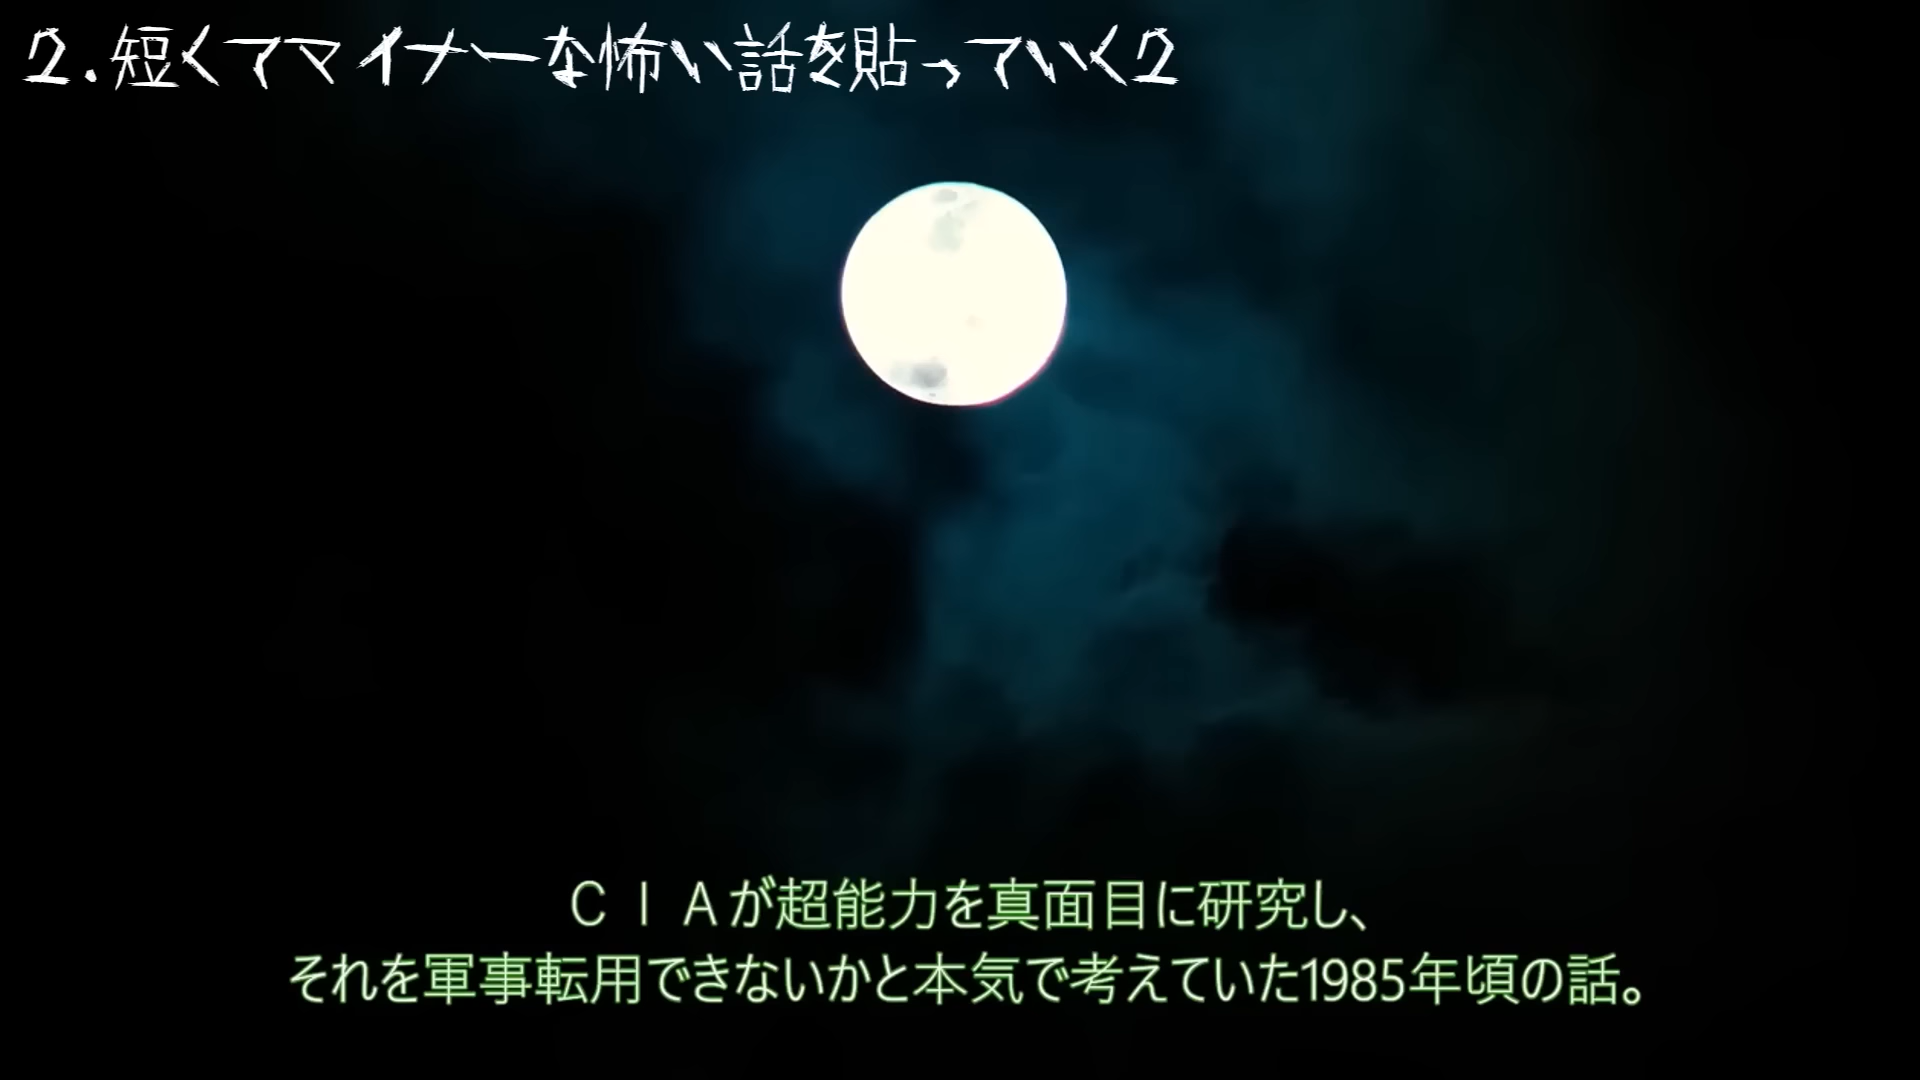 2.短くてマイナーな怖い話を貼っていく2
ＣＩＡが超能力を真面目に研究し、
それを軍事転用できないかと本気で考えていた1985年頃の話。